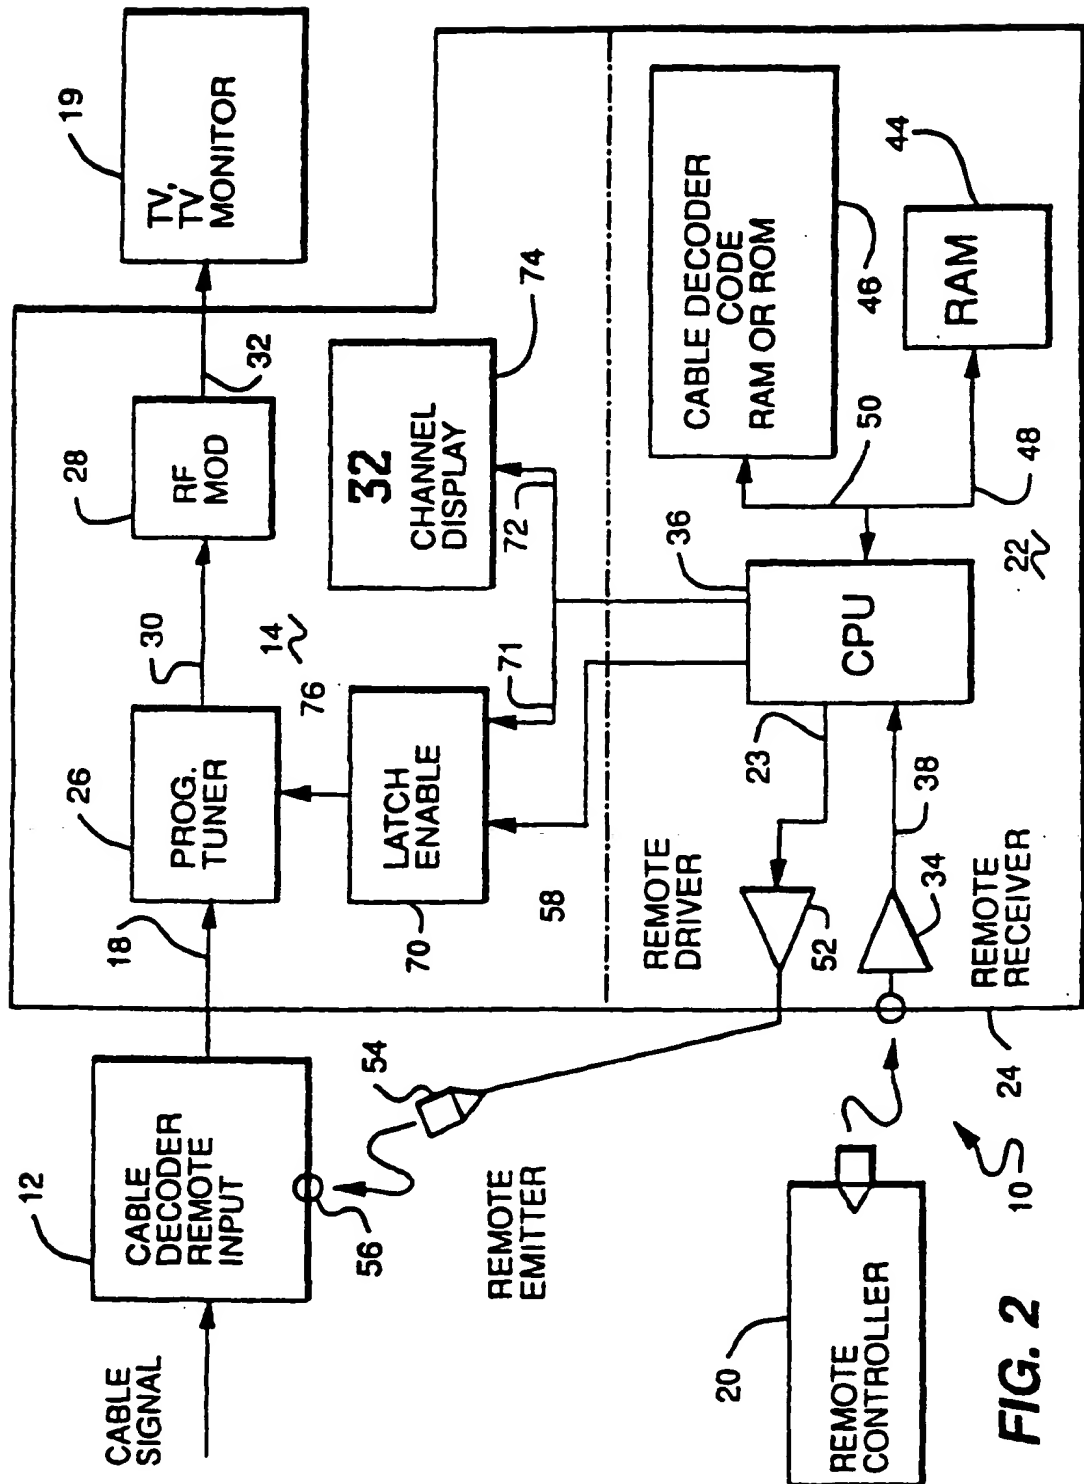 CABLE
SIGNAL
12
CABLE
DECODER
REMOTE
INPUT
56
54
REMOTE
EMITTER
18
26
PROG.
TUNER
30
28
RF
MOD
32
19
TV,
TV
MONITOR
14
76
70
LATCH
ENABLE
71
72
32
CHANNEL
DISPLAY
74
58
REMOTE
DRIVER
52
23
36
CPU
50
CABLE DECODER
CODE
RAM OR ROM
46
44
RAM
48
22
38
34
REMOTE
RECEIVER
24
20
REMOTE
CONTROLLER
10
FIG. 2